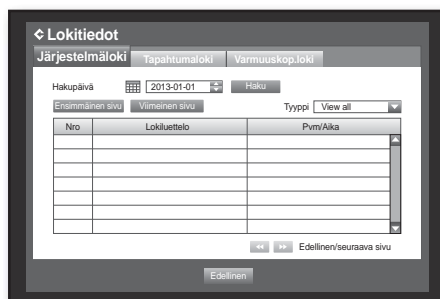 Lokitiedot
Järjestelmäloki Tapahtumaloki Varmuuskop.loki
Hakupäivä 2013-01-01 Haku
Ensimmäinen sivu Viimeinen sivu Tyyppi View all
Nro Lokiluettelo Pvm/Aika
Edellinen/seuraava sivu
Edellinen